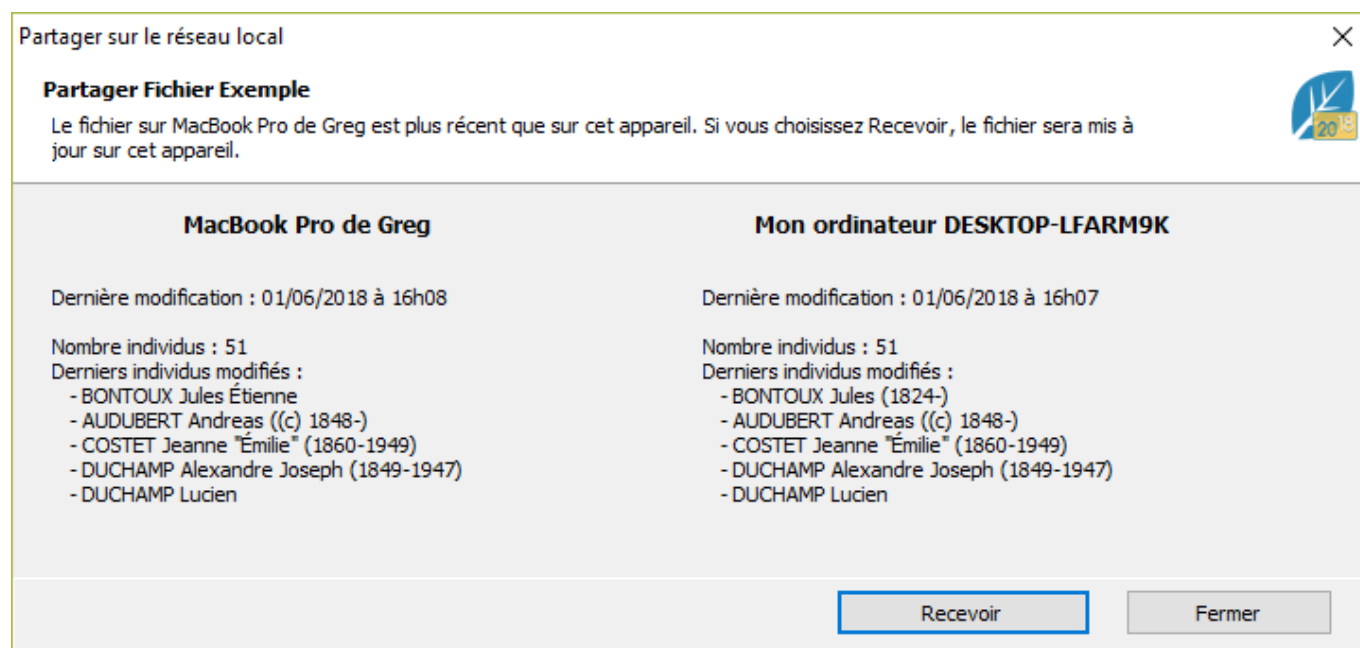 Partager sur le réseau local
Partager Fichier Exemple
Le fichier sur MacBook Pro de Greg est plus récent que sur cet appareil. Si vous choisissez Recevoir, le fichier sera mis à
jour sur cet appareil.
2018
MacBook Pro de Greg
Dernière modification : 01/06/2018 à 16h08
Nombre individus : 51
Derniers individus modifiés :
- BONTOUX Jules Étienne
- AUDUBERT Andreas ((c) 1848-)
- COSTET Jeanne "Émilie" (1860-1949)
- DUCHAMP Alexandre Joseph (1849-1947)
- DUCHAMP Lucien
Mon ordinateur DESKTOP-LFARM9K
Dernière modification : 01/06/2018 à 16h07
Nombre individus : 51
Derniers individus modifiés :
- BONTOUX Jules (1824-)
- AUDUBERT Andreas ((c) 1848-)
- COSTET Jeanne "Émilie" (1860-1949)
- DUCHAMP Alexandre Joseph (1849-1947)
- DUCHAMP Lucien
Recevoir
Fermer